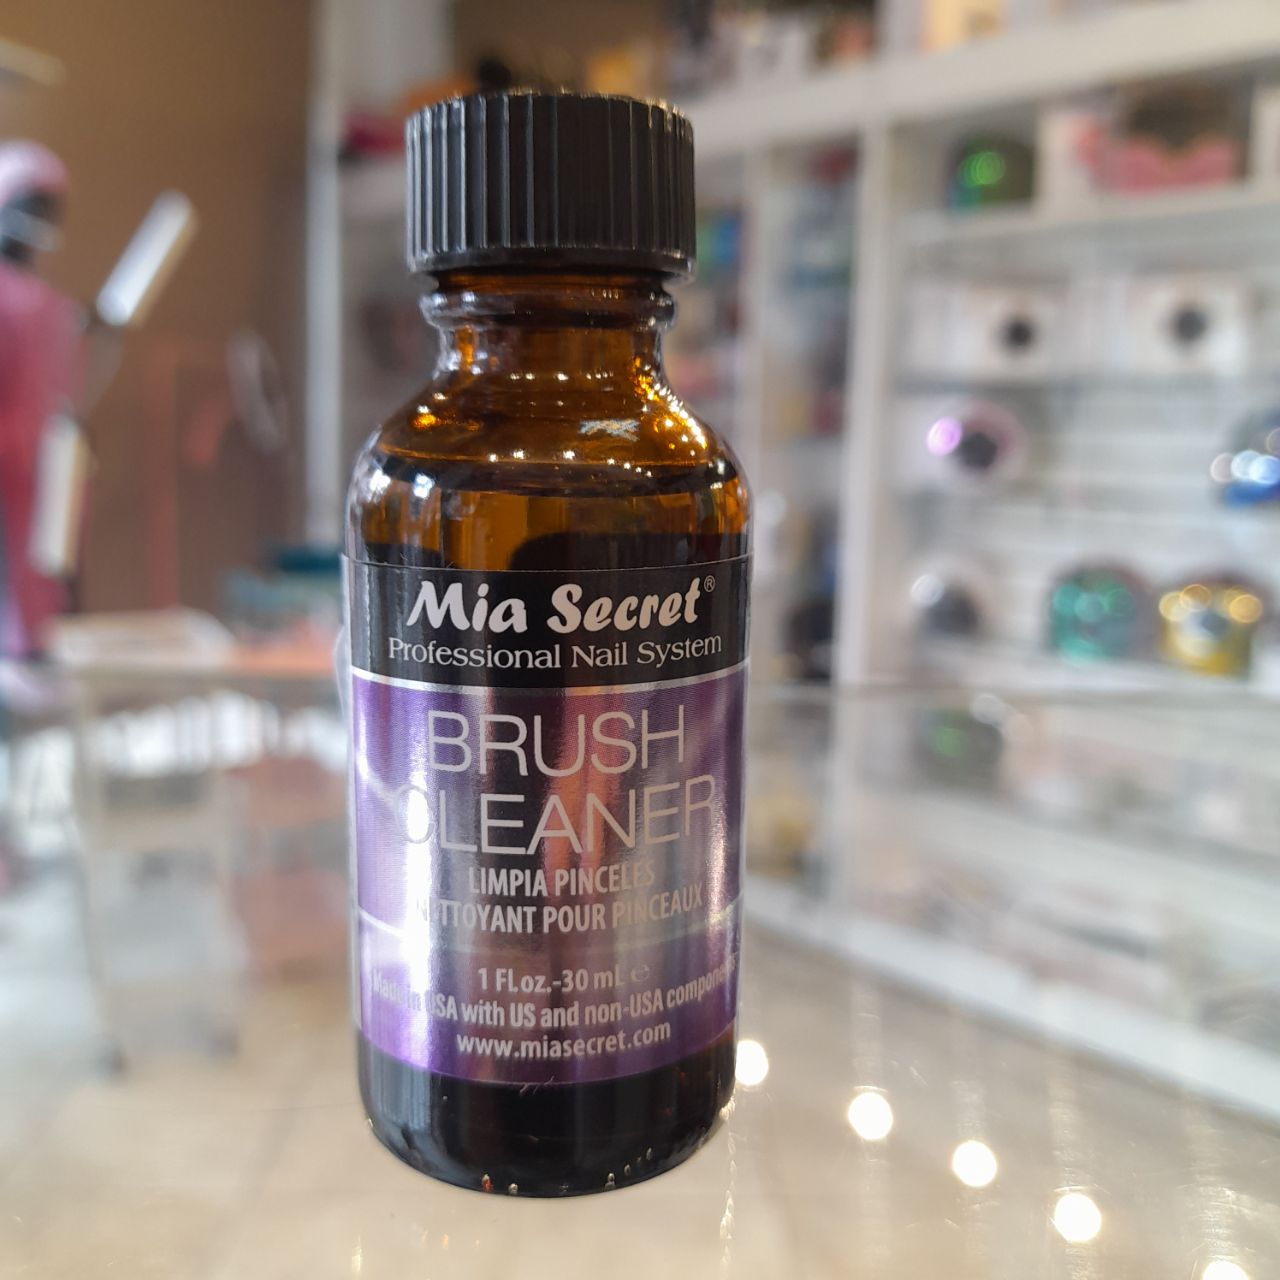 Mia Secret®
Professional Nail System
BRUSH
CLEANER
LIMPIA PINCELES
NETTOYANT POUR PINCEAUX
1 Fl.oz.-30 mL ℮
Made in USA with US and non-USA components
www.miasecret.com